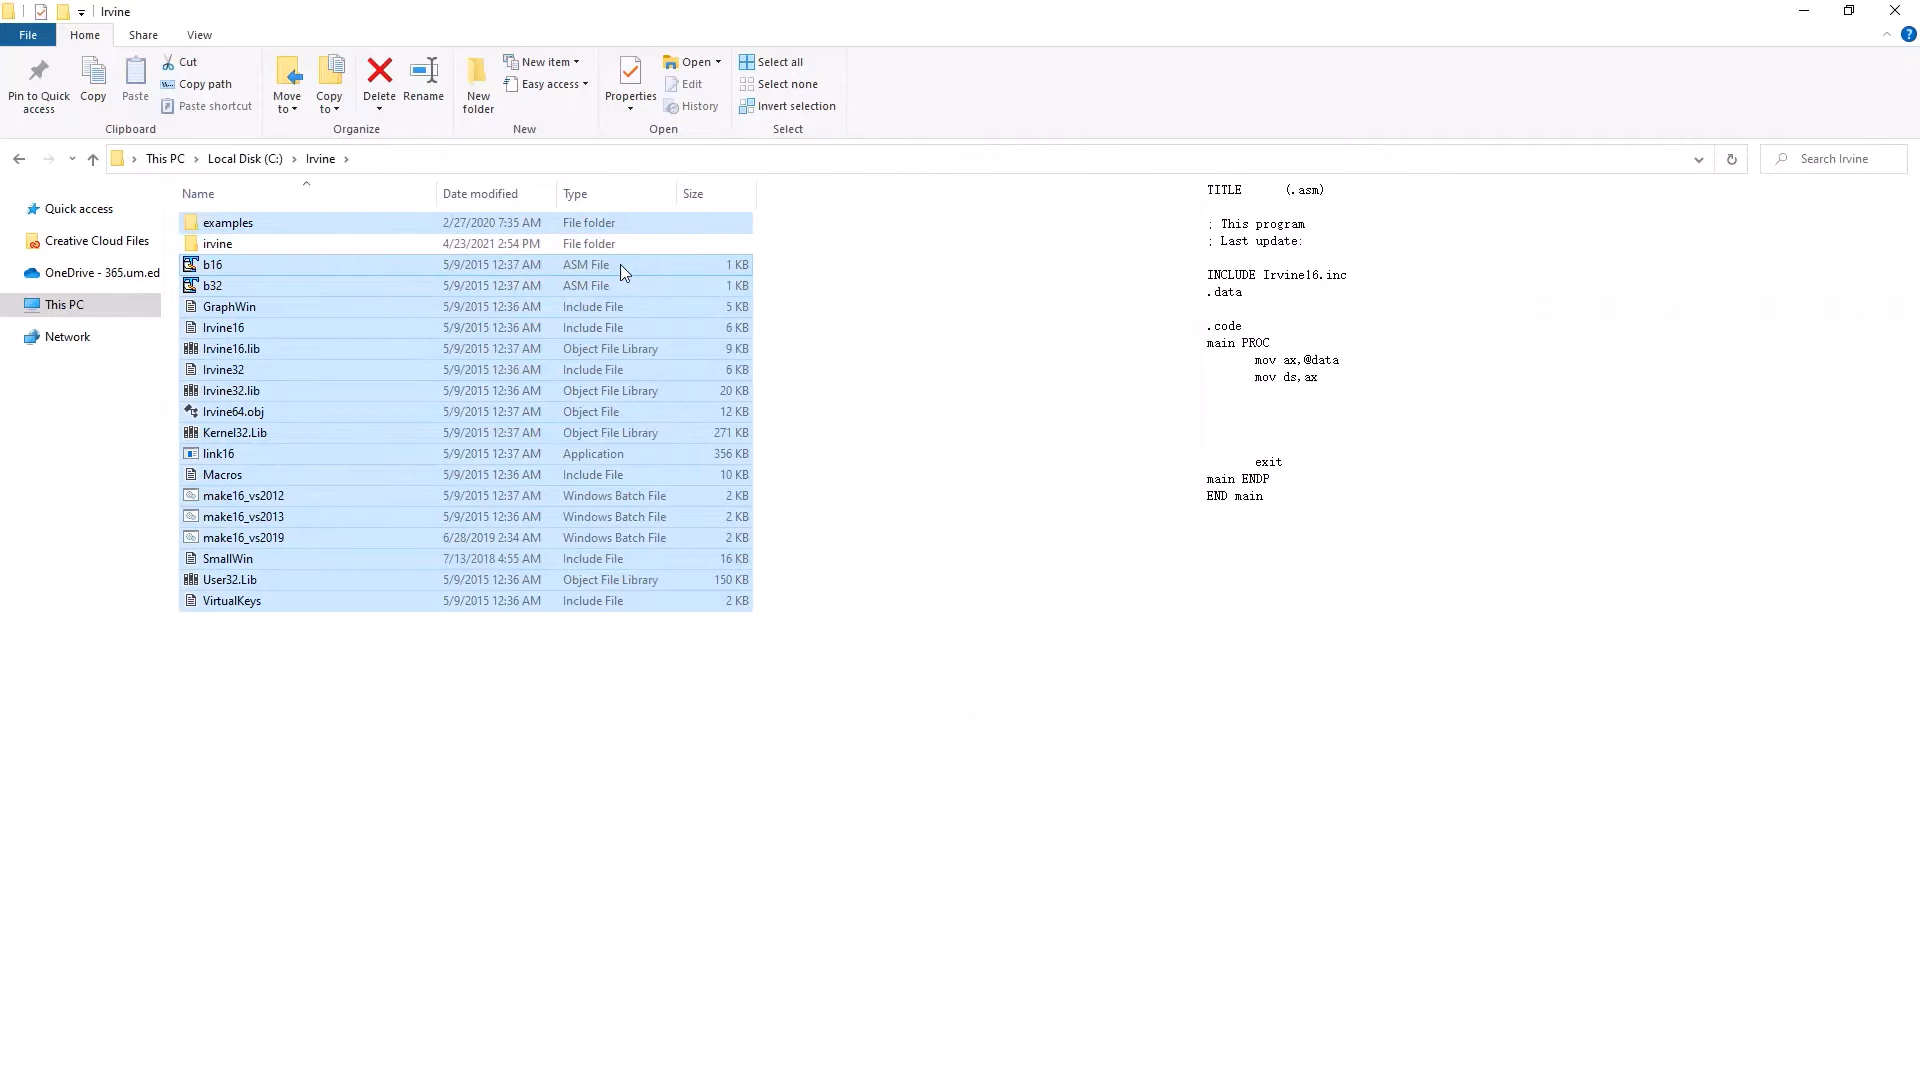 Irvine
File Home Share View
Pin to Quick access
Copy
Paste
Cut
Copy path
Paste shortcut
Clipboard
Move to
Copy to
Delete
Rename
Organize
New folder
New item
Easy access
New
Properties
Open
Edit
History
Open
Select all
Select none
Invert selection
Select
This PC > Local Disk (C:) > Irvine >
Search Irvine
Quick access
Creative Cloud Files
OneDrive - 365.um.ed
This PC
Network
Name Date modified Type Size
examples 2/27/2020 7:35 AM File folder
irvine 4/23/2021 2:54 PM File folder
b16 5/9/2015 12:37 AM ASM File 1 KB
b32 5/9/2015 12:37 AM ASM File 1 KB
GraphWin 5/9/2015 12:36 AM Include File 5 KB
Irvine16 5/9/2015 12:36 AM Include File 6 KB
Irvine16.lib 5/9/2015 12:37 AM Object File Library 9 KB
Irvine32 5/9/2015 12:36 AM Include File 6 KB
Irvine32.lib 5/9/2015 12:36 AM Object File Library 20 KB
Irvine64.obj 5/9/2015 12:37 AM Object File 12 KB
Kernel32.Lib 5/9/2015 12:37 AM Object File Library 271 KB
link16 5/9/2015 12:37 AM Application 356 KB
Macros 5/9/2015 12:36 AM Include File 10 KB
make16_vs2012 5/9/2015 12:37 AM Windows Batch File 2 KB
make16_vs2013 5/9/2015 12:36 AM Windows Batch File 2 KB
make16_vs2019 6/28/2019 2:34 AM Windows Batch File 2 KB
SmallWin 7/13/2018 4:55 AM Include File 16 KB
User32.Lib 5/9/2015 12:36 AM Object File Library 150 KB
VirtualKeys 5/9/2015 12:36 AM Include File 2 KB
TITLE (.asm)
; This program
; Last update:
INCLUDE Irvine16.inc
.data
.code
main PROC
mov ax,@data
mov ds,ax
exit
main ENDP
END main